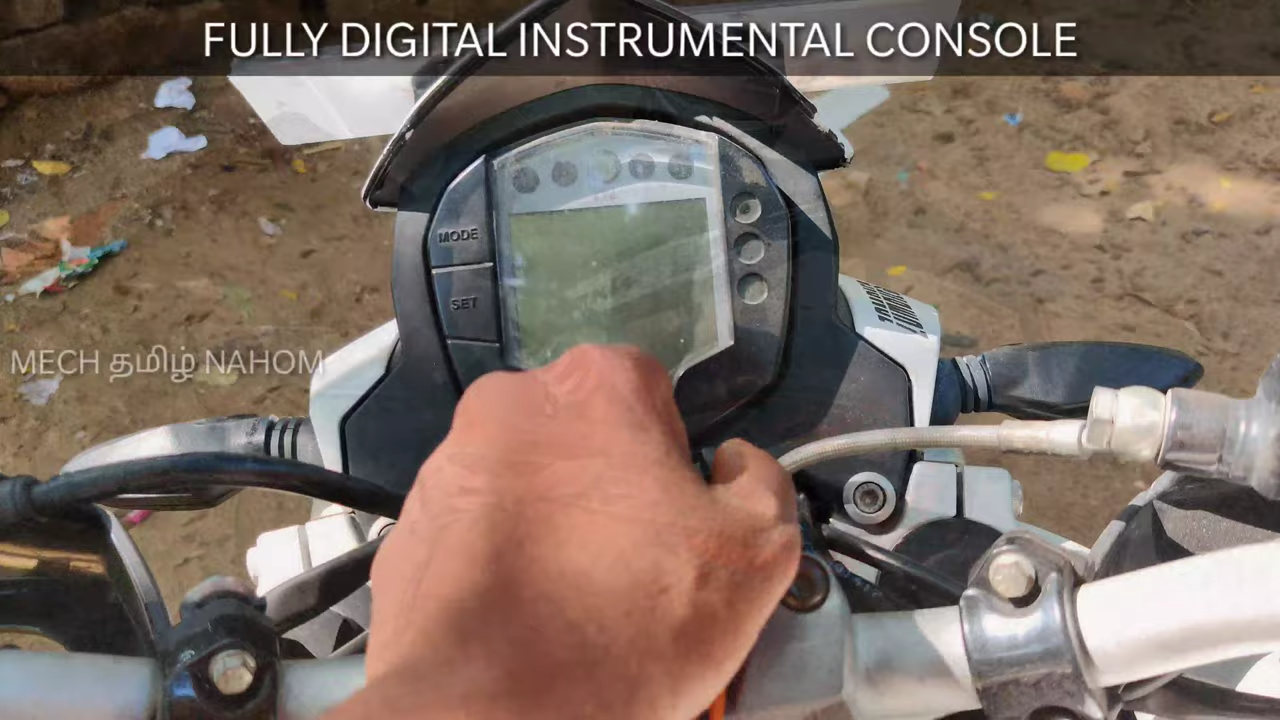 FULLY DIGITAL INSTRUMENTAL CONSOLE
MODE
SET
MECH தமிழ் NAHOM